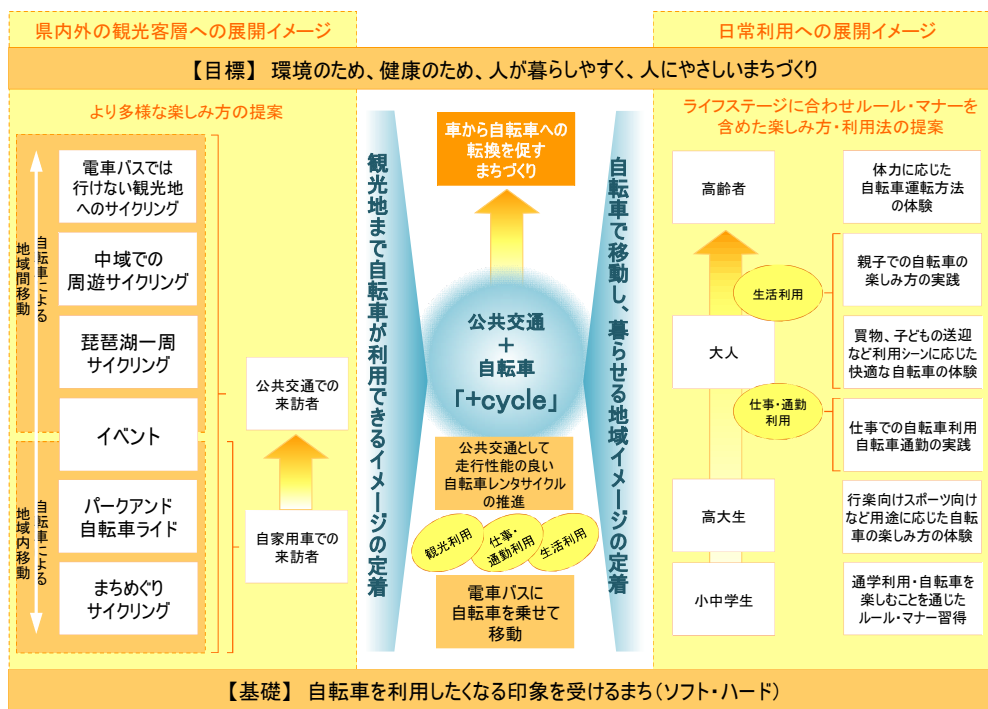 県内外の観光客層への展開イメージ
日常利用への展開イメージ
【目標】 環境のため、健康のため、人が暮らしやすく、人にやさしいまちづくり
より多様な楽しみ方の提案
自転車による
地域間移動
自転車による
地域内移動
電車バスでは
行けない観光地
へのサイクリング
中域での
周遊サイクリング
琵琶湖一周
サイクリング
イベント
パークアンド
自転車ライド
まちめぐり
サイクリング
公共交通での
来訪者
自家用車での
来訪者
観光地まで自転車が利用できるイメージの定着
車から自転車への
転換を促す
まちづくり
公共交通
＋
自転車
「+cycle」
公共交通として
走行性能の良い
自転車レンタサイクル
の推進
観光利用
仕事・
通勤利用
生活利用
電車バスに
自転車を乗せて
移動
自転車で移動し、暮らせる地域イメージの定着
ライフステージに合わせルール・マナーを
含めた楽しみ方・利用法の提案
高齢者
大人
高大生
小中学生
生活利用
仕事・通勤
利用
体力に応じた
自転車運転方法
の体験
親子での自転車の
楽しみ方の実践
買物、子どもの送迎
など利用シーンに応じた
快適な自転車の体験
仕事での自転車利用
自転車通勤の実践
行楽向けスポーツ向け
など用途に応じた自転
車の楽しみ方の体験
通学利用・自転車を
楽しむことを通じた
ルール・マナー習得
【基礎】 自転車を利用したくなる印象を受けるまち（ソフト・ハード）